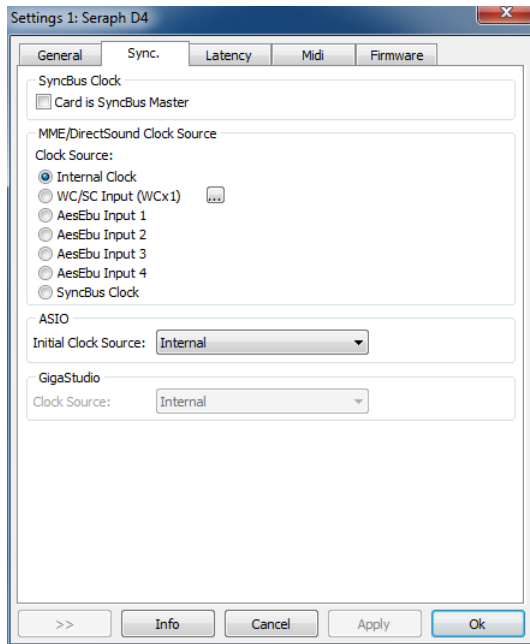 Settings 1: Seraph D4
General Sync. Latency Midi Firmware
SyncBus Clock
Card is SyncBus Master
MME/DirectSound Clock Source
Clock Source:
Internal Clock
WC/SC Input (WCx1) ...
AesEbu Input 1
AesEbu Input 2
AesEbu Input 3
AesEbu Input 4
SyncBus Clock
ASIO
Initial Clock Source: Internal
GigaStudio
Clock Source: Internal
>> Info Cancel Apply Ok